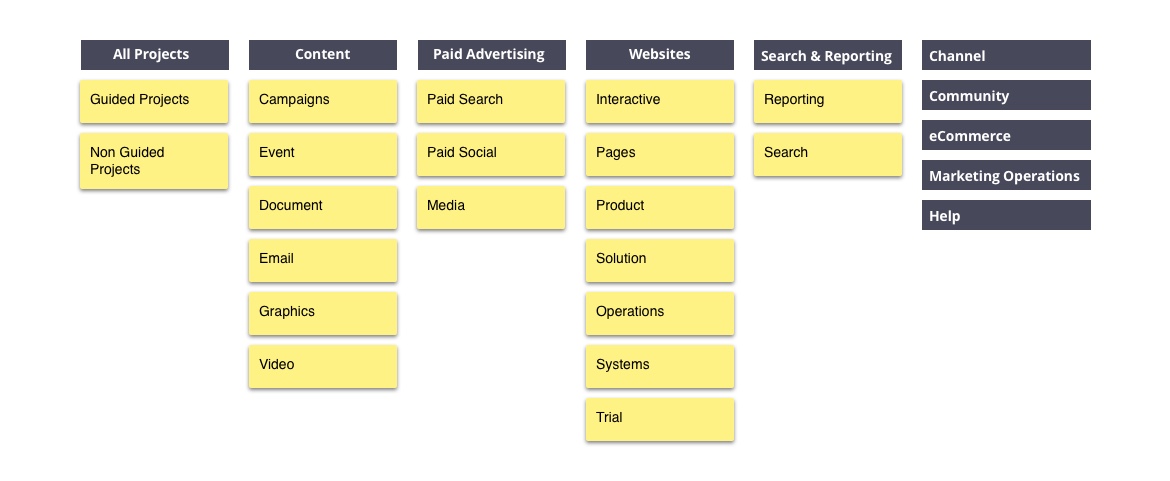 All Projects
Guided Projects
Non Guided
Projects
Content
Campaigns
Event
Document
Email
Graphics
Video
Paid Advertising
Paid Search
Paid Social
Media
Websites
Interactive
Pages
Product
Solution
Operations
Systems
Trial
Search & Reporting
Reporting
Search
Channel
Community
eCommerce
Marketing Operations
Help